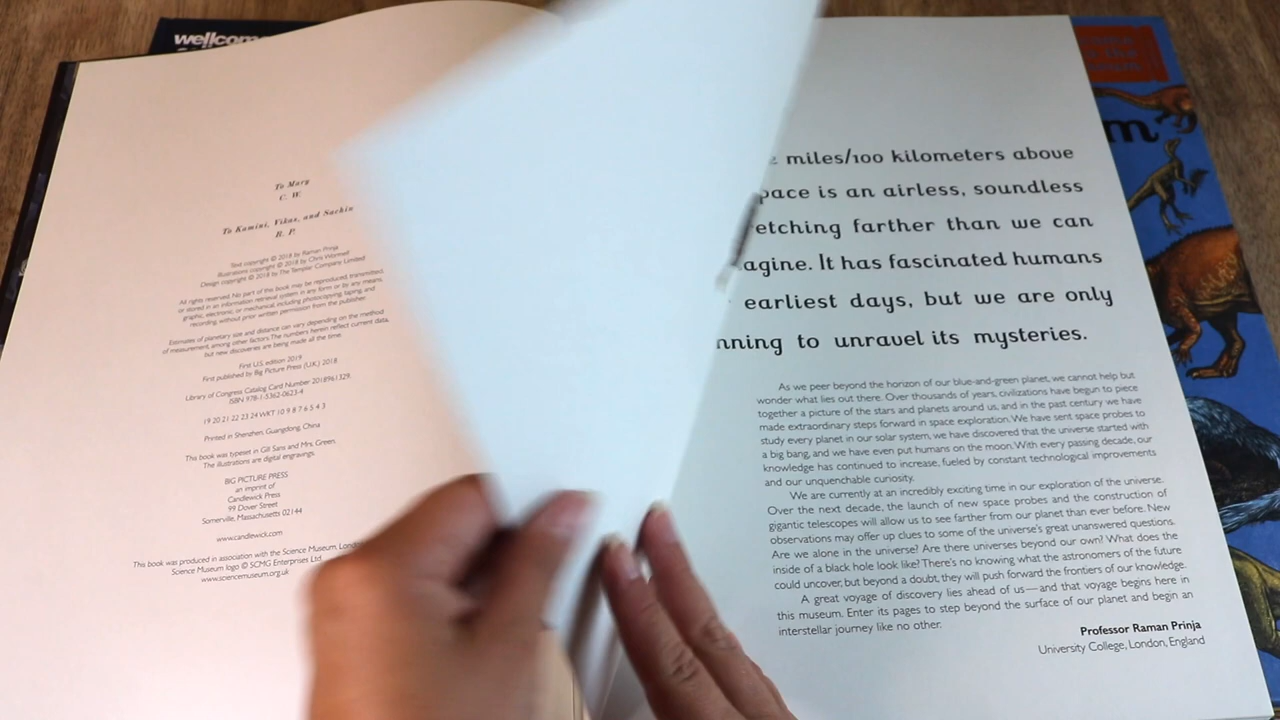 wellcome
To Mary
C. W.
To Kamini, Vikas, and Sachin
R. P.
Text copyright © 2018 by Raman Prinja
Illustrations copyright © 2018 by Chris Wormell
Design copyright © 2018 by The Templar Company Limited
All rights reserved. No part of this book may be reproduced, transmitted,
or stored in an information retrieval system in any form or by any means,
graphic, electronic, or mechanical, including photocopying, taping, and
recording, without prior written permission from the publisher.
Estimates of planetary size and distance can vary depending on the method
of measurement, among other factors. The numbers herein reflect current data,
but new discoveries are being made all the time.
First U.S. edition 2019
First published by Big Picture Press (U.K.) 2018
Library of Congress Catalog Card Number 2018961329
ISBN 978-1-5362-0623-4
19 20 21 22 23 24 WKT 10 9 8 7 6 5 4 3
Printed in Shenzhen, Guangdong, China
This book was typeset in Gill Sans and Mrs. Green.
The illustrations are digital engravings.
BIG PICTURE PRESS
an imprint of
Candlewick Press
99 Dover Street
Somerville, Massachusetts 02144
www.candlewick.com
This book was produced in association with the Science Museum, London
Science Museum logo © SCMG Enterprises Ltd
www.sciencemuseum.org.uk
miles/100 kilometers above
pace is an airless, soundless
etching farther than we can
agine. It has fascinated humans
earliest days, but we are only
nning to unravel its mysteries.
As we peer beyond the horizon of our blue-and-green planet, we cannot help but
wonder what lies out there. Over thousands of years, civilizations have begun to piece
together a picture of the stars and planets around us, and in the past century we have
made extraordinary steps forward in space exploration. We have sent space probes to
study every planet in our solar system, we have discovered that the universe started with
a big bang, and we have even put humans on the moon. With every passing decade, our
knowledge has continued to increase, fueled by constant technological improvements
and our unquenchable curiosity.
We are currently at an incredibly exciting time in our exploration of the universe.
Over the next decade, the launch of new space probes and the construction of
gigantic telescopes will allow us to see farther from our planet than ever before. New
observations may offer up clues to some of the universe's great unanswered questions.
Are we alone in the universe? Are there universes beyond our own? What does the
inside of a black hole look like? There's no knowing what the astronomers of the future
could uncover, but beyond a doubt, they will push forward the frontiers of our knowledge.
A great voyage of discovery lies ahead of us—and that voyage begins here in
this museum. Enter its pages to step beyond the surface of our planet and begin an
interstellar journey like no other.
Professor Raman Prinja
University College, London, England